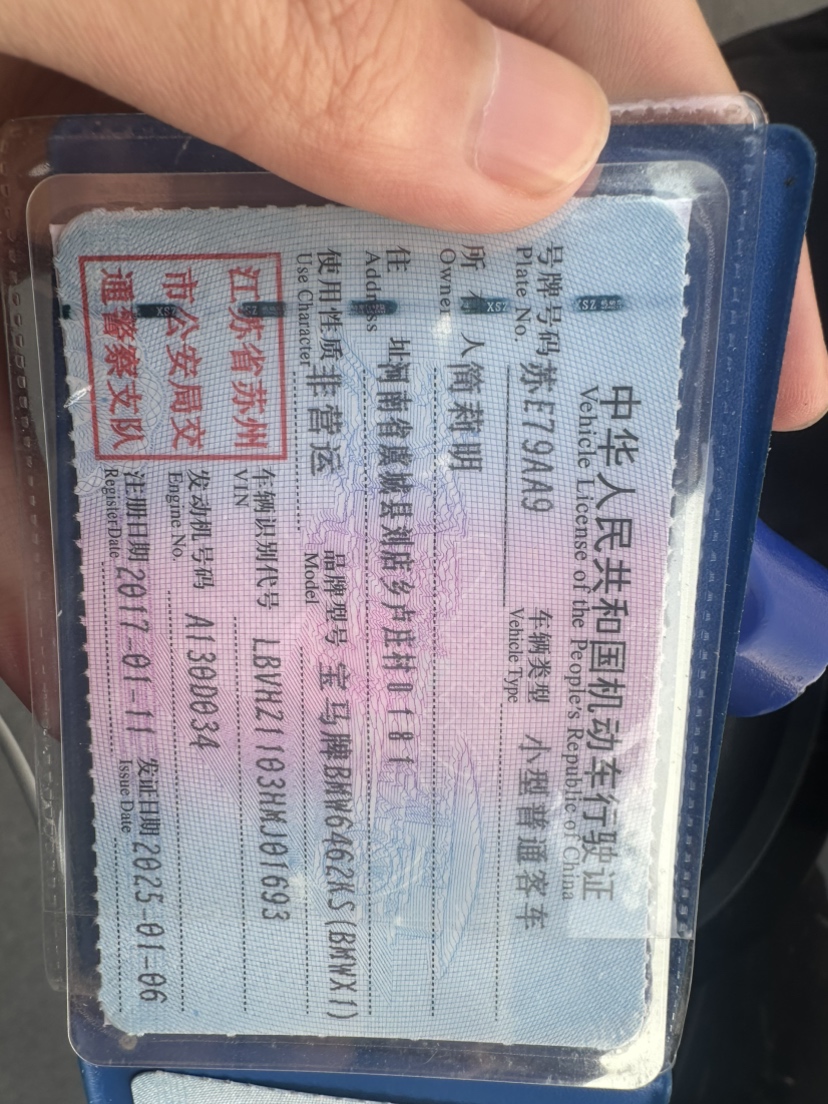 中华人民共和国机动车行驶证
Vehicle License of the People's Republic of China
号牌号码 苏E79AA9 车辆类型 小型普通客车
Plate No. Vehicle Type
所有人 简莉明
Owner
住址 河南省虞城县刘店乡卢庄村0181
Address
使用性质 非营运 品牌型号 宝马牌BMW6462KS(BMWX1)
Use Character Model
江苏省苏州
市公安局交
通警察支队
车辆识别代号 LBVHZ1103HMJ01693
VIN
发动机号码 A130D034
Engine No.
注册日期 2017-01-11 发证日期 2025-01-06
Register Date Issue Date